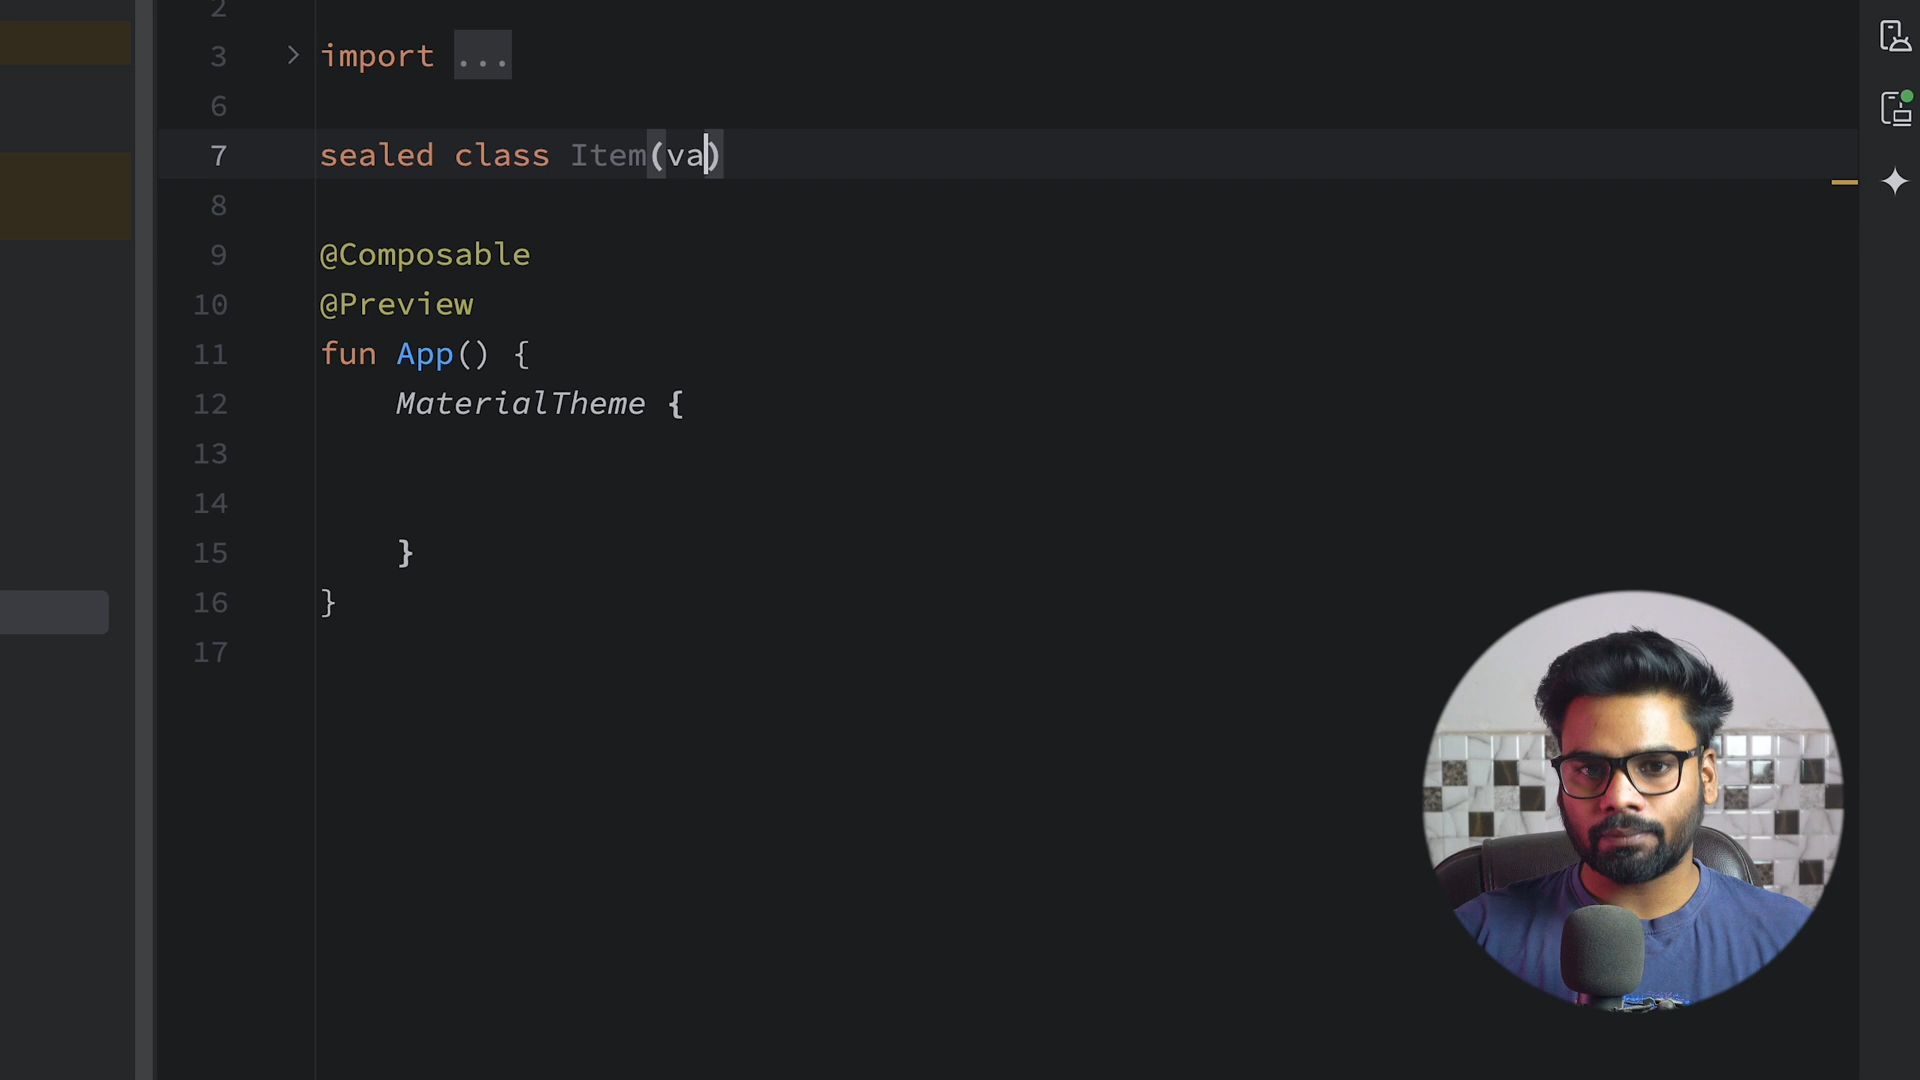 2
3 import ...
6
7 sealed class Item(va)
8
9 @Composable
10 @Preview
11 fun App() {
12 MaterialTheme {
13
14
15 }
16 }
17